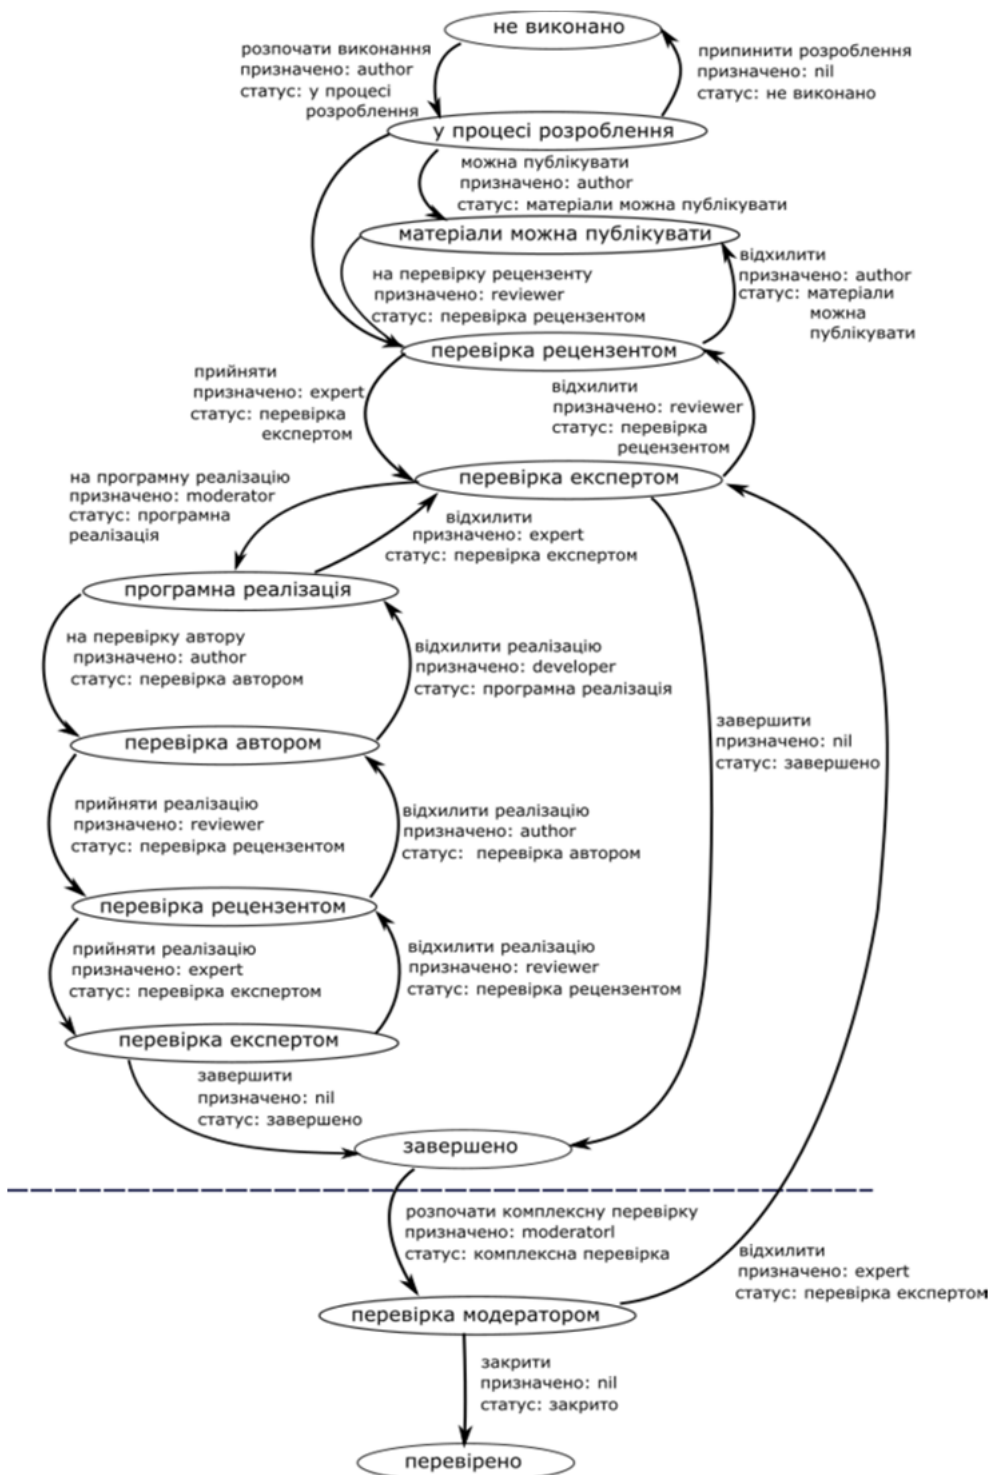 не виконано
розпочати виконання
призначено: author
статус: у процесі
розроблення
припинити розроблення
призначено: nil
статус: не виконано
у процесі розроблення
можна публікувати
призначено: author
статус: матеріали можна публікувати
матеріали можна публікувати
на перевірку рецензенту
призначено: reviewer
статус: перевірка рецензентом
відхилити
призначено: author
статус: матеріали
можна
публікувати
перевірка рецензентом
прийняти
призначено: expert
статус: перевірка
експертом
відхилити
призначено: reviewer
статус: перевірка
рецензентом
перевірка експертом
на програмну реалізацію
призначено: moderator
статус: програмна
реалізація
відхилити
призначено: expert
статус: перевірка експертом
програмна реалізація
на перевірку автору
призначено: author
статус: перевірка автором
відхилити реалізацію
призначено: developer
статус: програмна реалізація
завершити
призначено: nil
статус: завершено
перевірка автором
прийняти реалізацію
призначено: reviewer
статус: перевірка рецензентом
відхилити реалізацію
призначено: author
статус: перевірка автором
перевірка рецензентом
прийняти реалізацію
призначено: expert
статус: перевірка експертом
відхилити реалізацію
призначено: reviewer
статус: перевірка рецензентом
перевірка експертом
завершити
призначено: nil
статус: завершено
завершено
розпочати комплексну перевірку
призначено: moderatorl
статус: комплексна перевірка
відхилити
призначено: expert
статус: перевірка експертом
перевірка модератором
закрити
призначено: nil
статус: закрито
перевірено